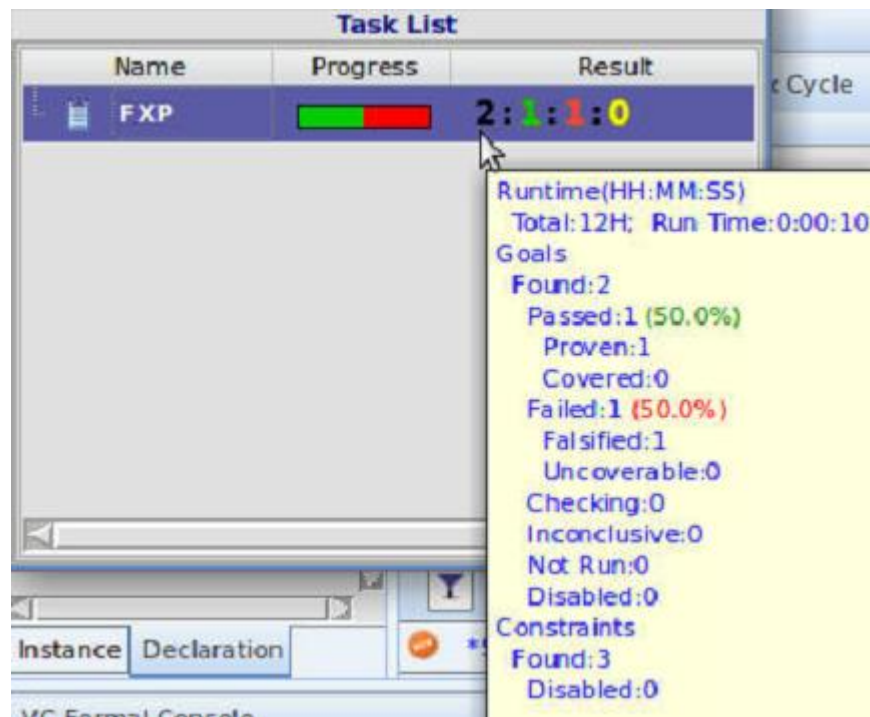 Task List
Name Progress Result
Cycle
FXP 2:1:1:0
Runtime(HH:MM:SS)
Total:12H; Run Time:0:00:10
Goals
Found:2
Passed:1 (50.0%)
Proven:1
Covered:0
Failed:1 (50.0%)
Falsified:1
Uncoverable:0
Checking:0
Inconclusive:0
Not Run:0
Disabled:0
Constraints
Found:3
Disabled:0
Instance Declaration
VC Formal Console